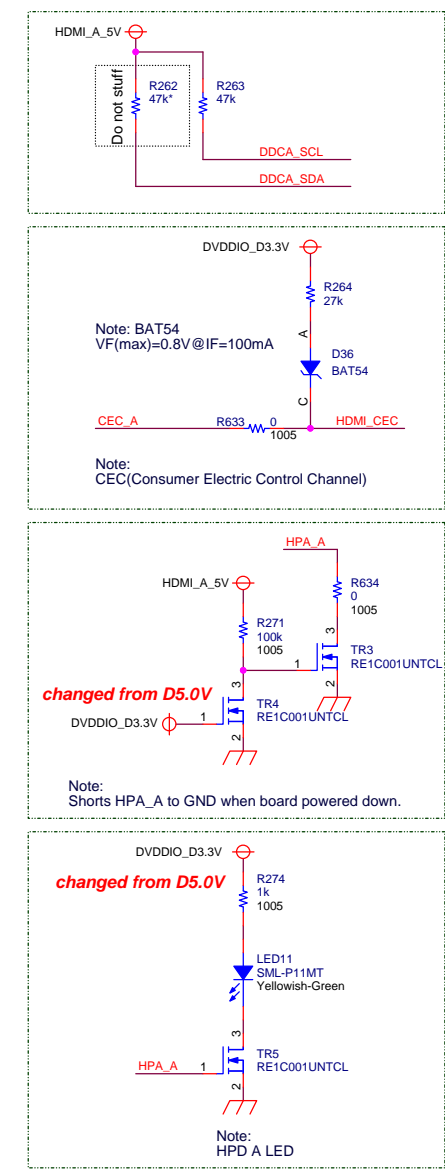 HDMI_A_5V
Do not stuff
R262
47k*
R263
47k
DDCA_SCL
DDCA_SDA
DVDDIO_D3.3V
R264
27k
Note: BAT54
VF(max)=0.8V@IF=100mA
A
D36
BAT54
C
CEC_A
R633
0
1005
HDMI_CEC
Note:
CEC(Consumer Electric Control Channel)
HPA_A
HDMI_A_5V
R634
0
1005
R271
100k
1005
3
1
TR3
RE1C001UNTCL
2
changed from D5.0V
3
TR4
RE1C001UNTCL
DVDDIO_D3.3V
1
2
Note:
Shorts HPA_A to GND when board powered down.
DVDDIO_D3.3V
changed from D5.0V
R274
1k
1005
LED11
SML-P11MT
Yellowish-Green
3
TR5
RE1C001UNTCL
HPA_A
1
2
Note:
HPD A LED